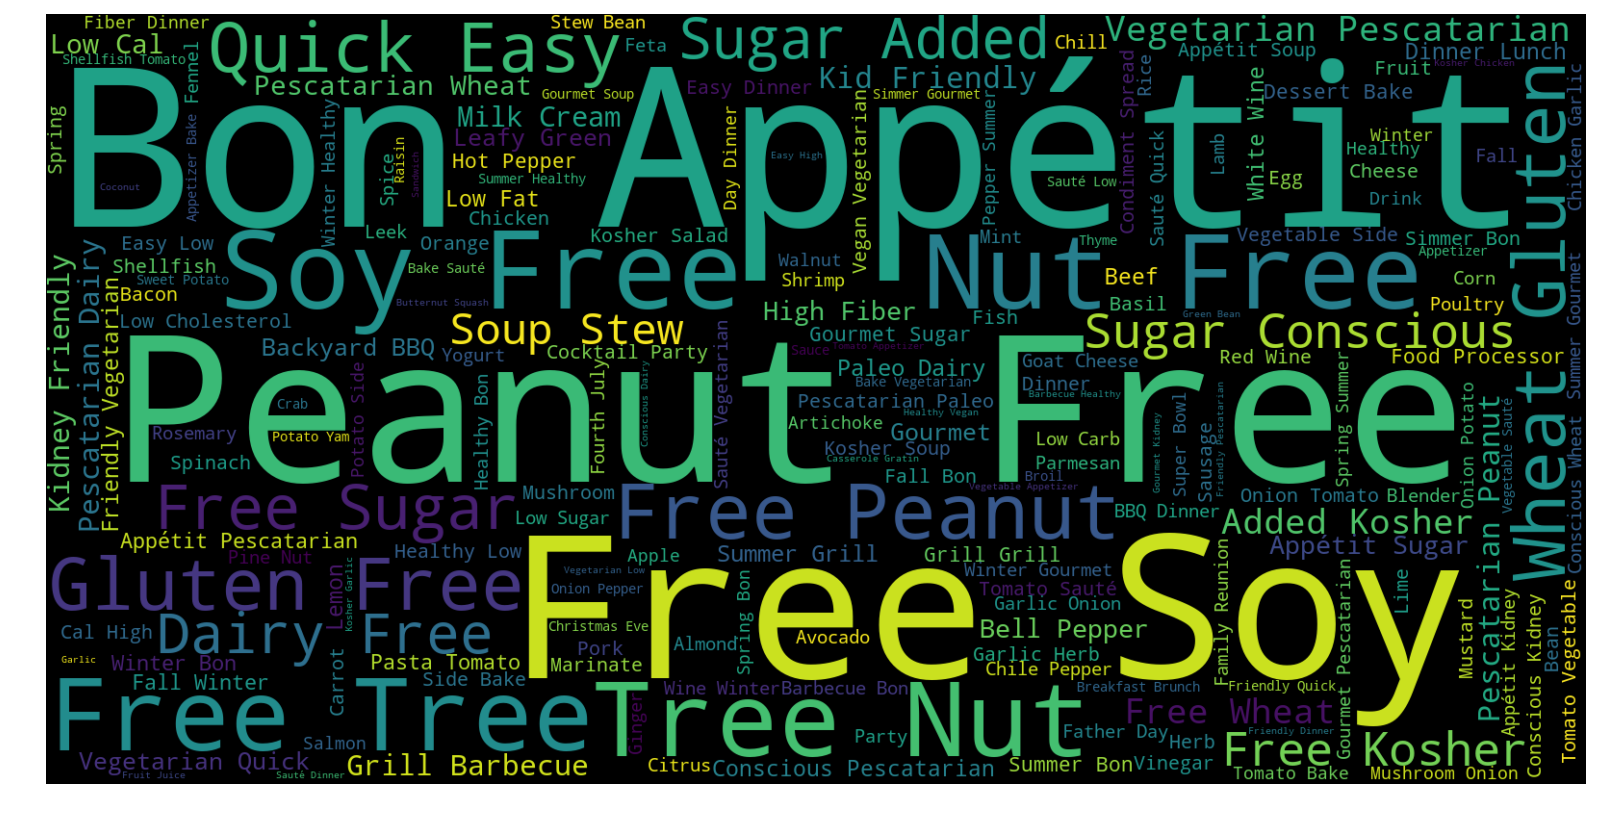 Fiber Dinner
Stew Bean
Low Cal
Quick Easy
Feta
Sugar Added
Chill
Vegetarian Pescatarian
Shellfish Tomato
Appétit Soup
Dinner Lunch
Pescatarian Wheat
Gourmet Soup
Easy Dinner
Kid Friendly
Simmer Gourmet
Rice
Fruit
Kosher Chicken
Dessert Bake
Spring
Bon Appétit
Appetizer Bake
Fennel
Winter Healthy
Milk Cream
Leafy Green
Hot Pepper
Summer Healthy
Low Fat
Chicken
Spice
Raisin
Sandwich
Coconut
Day Dinner
Easy High
Vegan Vegetarian
Pepper Summer
Sauté Low
Condiment Spread
Sauté Quick
Lamb
White Wine
Egg
Winter
Healthy
Cheese
Drink
Fall
Chicken Garlic
Wheat Gluten
Leek
Orange
Kosher Salad
Easy Low
Shellfish
Sweet Potato
Bacon
Soy Free
Bake Sauté
Butternut Squash
Walnut
Shrimp
Mint
Thyme
Nut Free
Beef
Basil
Vegetable Side
Simmer Bon
Appetizer
Corn
Poultry
Green Bean
Kidney Friendly
Pescatarian Dairy
Friendly Vegetarian
Low Cholesterol
Backyard BBQ
Yogurt
Soup Stew
High Fiber
Fish
Gourmet Sugar
Sugar Conscious
Cocktail Party
Sauce
Tomato Appetizer
Paleo Dairy
Bake Vegetarian
Goat Cheese
Dinner
Barbecue Healthy
Red Wine
Food Processor
Summer Gourmet
Peanut Free
Crab
Rosemary
Potato Yam
Spinach
Potato Side
Healthy Bon
Fourth July
Conscious Dairy
Sauté Vegetarian
Pescatarian Paleo
Healthy Vegan
Artichoke
Gourmet
Kosher Soup
Casserole Gratin
Fall Bon
Low Carb
Parmesan
Broil
Gourmet Kidney
Super Bowl
Sausage
Friendly Pescatarian
Spring Summer
Onion Potato
Pescatarian Peanut
Vegetable Sauté
Conscious Wheat
Free Sugar
Mushroom
Low Sugar
Free Peanut
Vegetable Appetizer
BBQ Dinner
Onion Tomato
Blender
Added Kosher
Appétit Sugar
Appétit Pescatarian
Pine Nut
Healthy Low
Apple
Summer Grill
Grill Grill
Winter Gourmet
Gluten Free
Lemon
Kosher Garlic
Vegetarian Low
Onion Pepper
Free Soy
Tomato Sauté
Garlic Onion
Bell Pepper
Family Reunion
Gourmet Pescatarian
Lime
Cal High
Dairy Free
Christmas Eve
Pork
Almond
Spring Bon
Avocado
Garlic Herb
Chile Pepper
Mustard
Appétit Kidney
Conscious Kidney
Bean
Tomato Vegetable
Garlic
Winter Bon
Fall Winter
Carrot
Pasta Tomato
Side Bake
Marinate
Wine Winter
Barbecue Bon
Breakfast Brunch
Friendly Quick
Free Tree
Tree Nut
Ginger
Free Wheat
Salmon
Party
Father Day
Herb
Friendly Dinner
Vegetarian Quick
Fruit Juice
Sauté Dinner
Grill Barbecue
Citrus
Conscious Pescatarian
Summer Bon
Vinegar
Free Kosher
Tomato Bake
Mushroom Onion